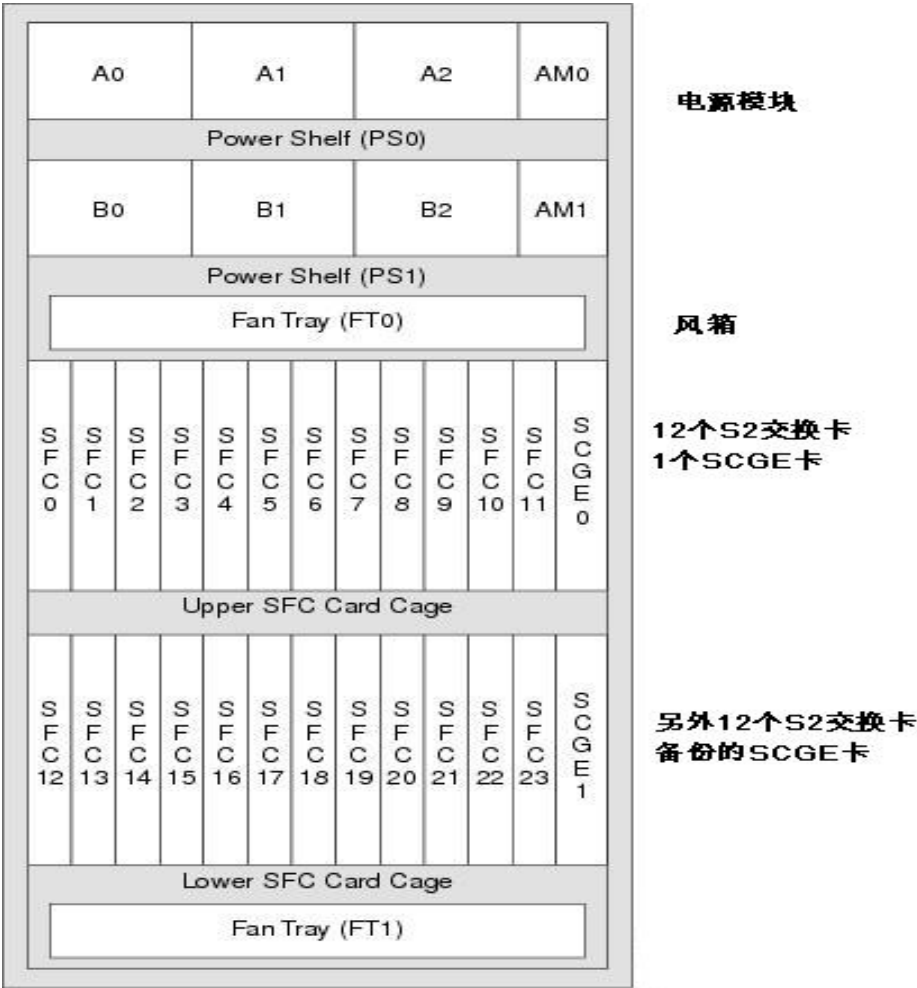 A0 A1 A2 AM0
电源模块
Power Shelf (PS0)
B0 B1 B2 AM1
Power Shelf (PS1)
Fan Tray (FT0)
风箱
SFC0 SFC1 SFC2 SFC3 SFC4 SFC5 SFC6 SFC7 SFC8 SFC9 SFC10 SFC11 SCGE0
12个S2交换卡
1个SCGE卡
Upper SFC Card Cage
SFC12 SFC13 SFC14 SFC15 SFC16 SFC17 SFC18 SFC19 SFC20 SFC21 SFC22 SFC23 SCGE1
另外12个S2交换卡
备份的SCGE卡
Lower SFC Card Cage
Fan Tray (FT1)